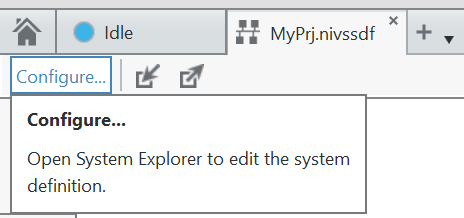 Idle
MyPrj.nivssdf
Configure...
Configure...
Open System Explorer to edit the system
definition.